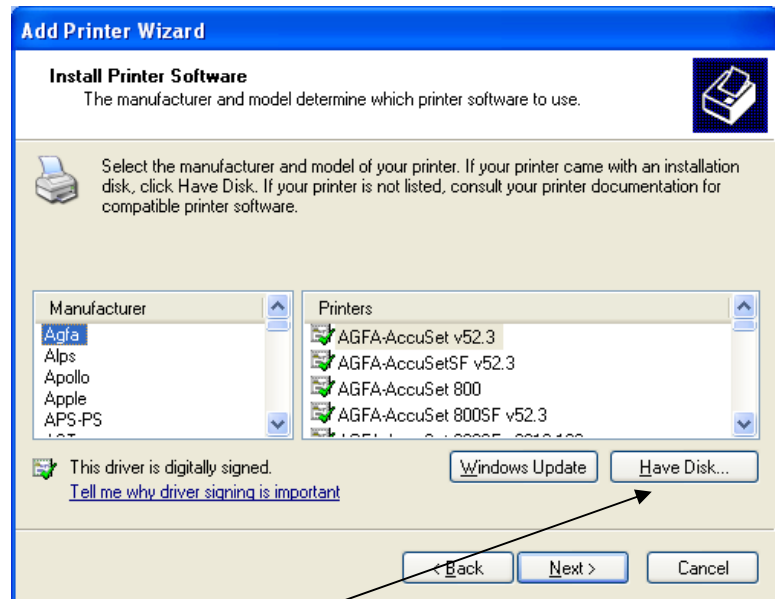 Add Printer Wizard
Install Printer Software
The manufacturer and model determine which printer software to use.
Select the manufacturer and model of your printer. If your printer came with an installation
disk, click Have Disk. If your printer is not listed, consult your printer documentation for
compatible printer software.
Manufacturer
Agfa
Alps
Apollo
Apple
APS-PS
Printers
AGFA-AccuSet v52.3
AGFA-AccuSetSF v52.3
AGFA-AccuSet 800
AGFA-AccuSet 800SF v52.3
This driver is digitally signed.
Tell me why driver signing is important
Windows Update
Have Disk...
< Back
Next >
Cancel